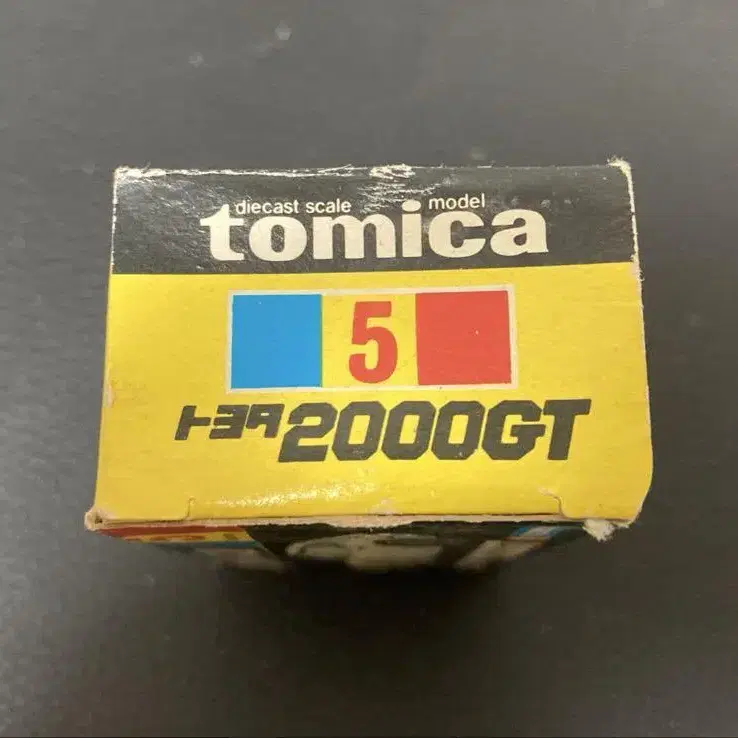 diecast scale model
tomica
5
トヨタ2000GT